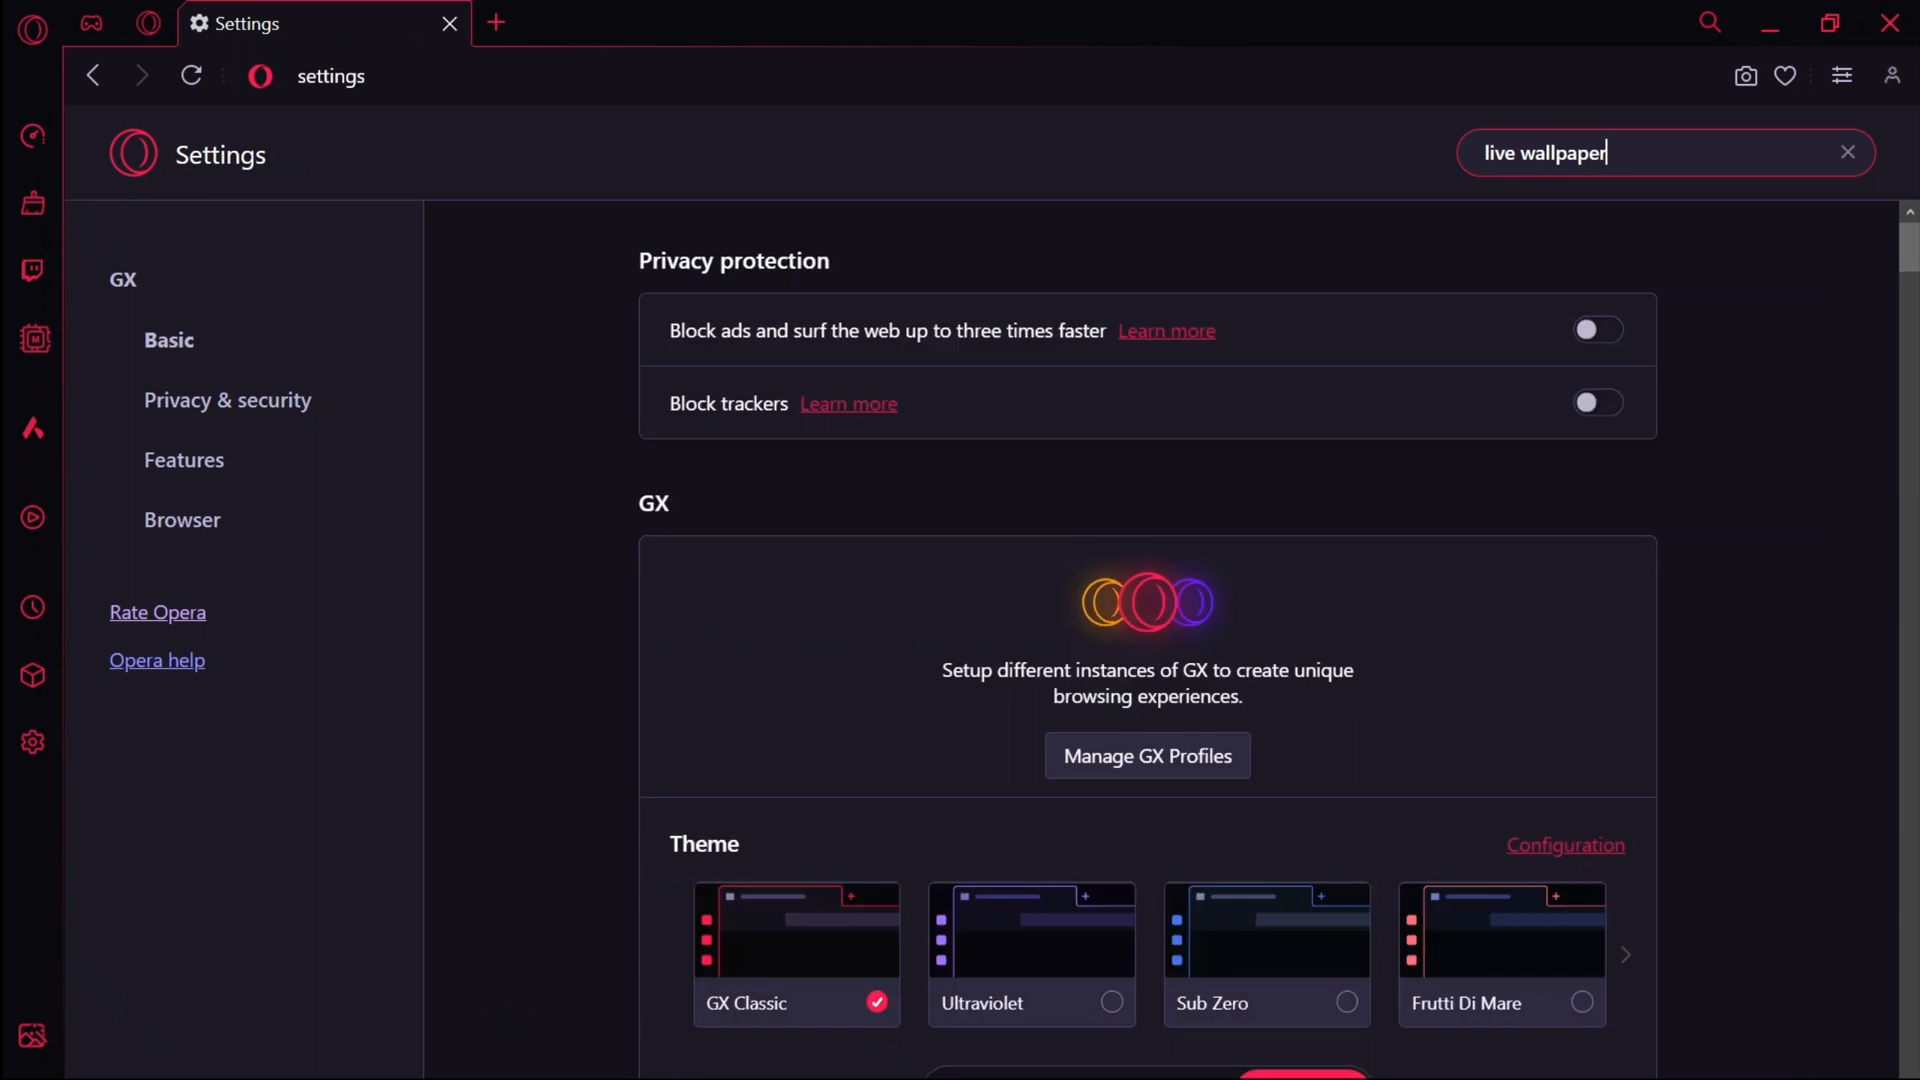 Settings
settings
Settings
live wallpaper
GX
Basic
Privacy & security
Features
Browser
Rate Opera
Opera help
Privacy protection
Block ads and surf the web up to three times faster Learn more
Block trackers Learn more
GX
Setup different instances of GX to create unique
browsing experiences.
Manage GX Profiles
Theme
Configuration
GX Classic
Ultraviolet
Sub Zero
Frutti Di Mare